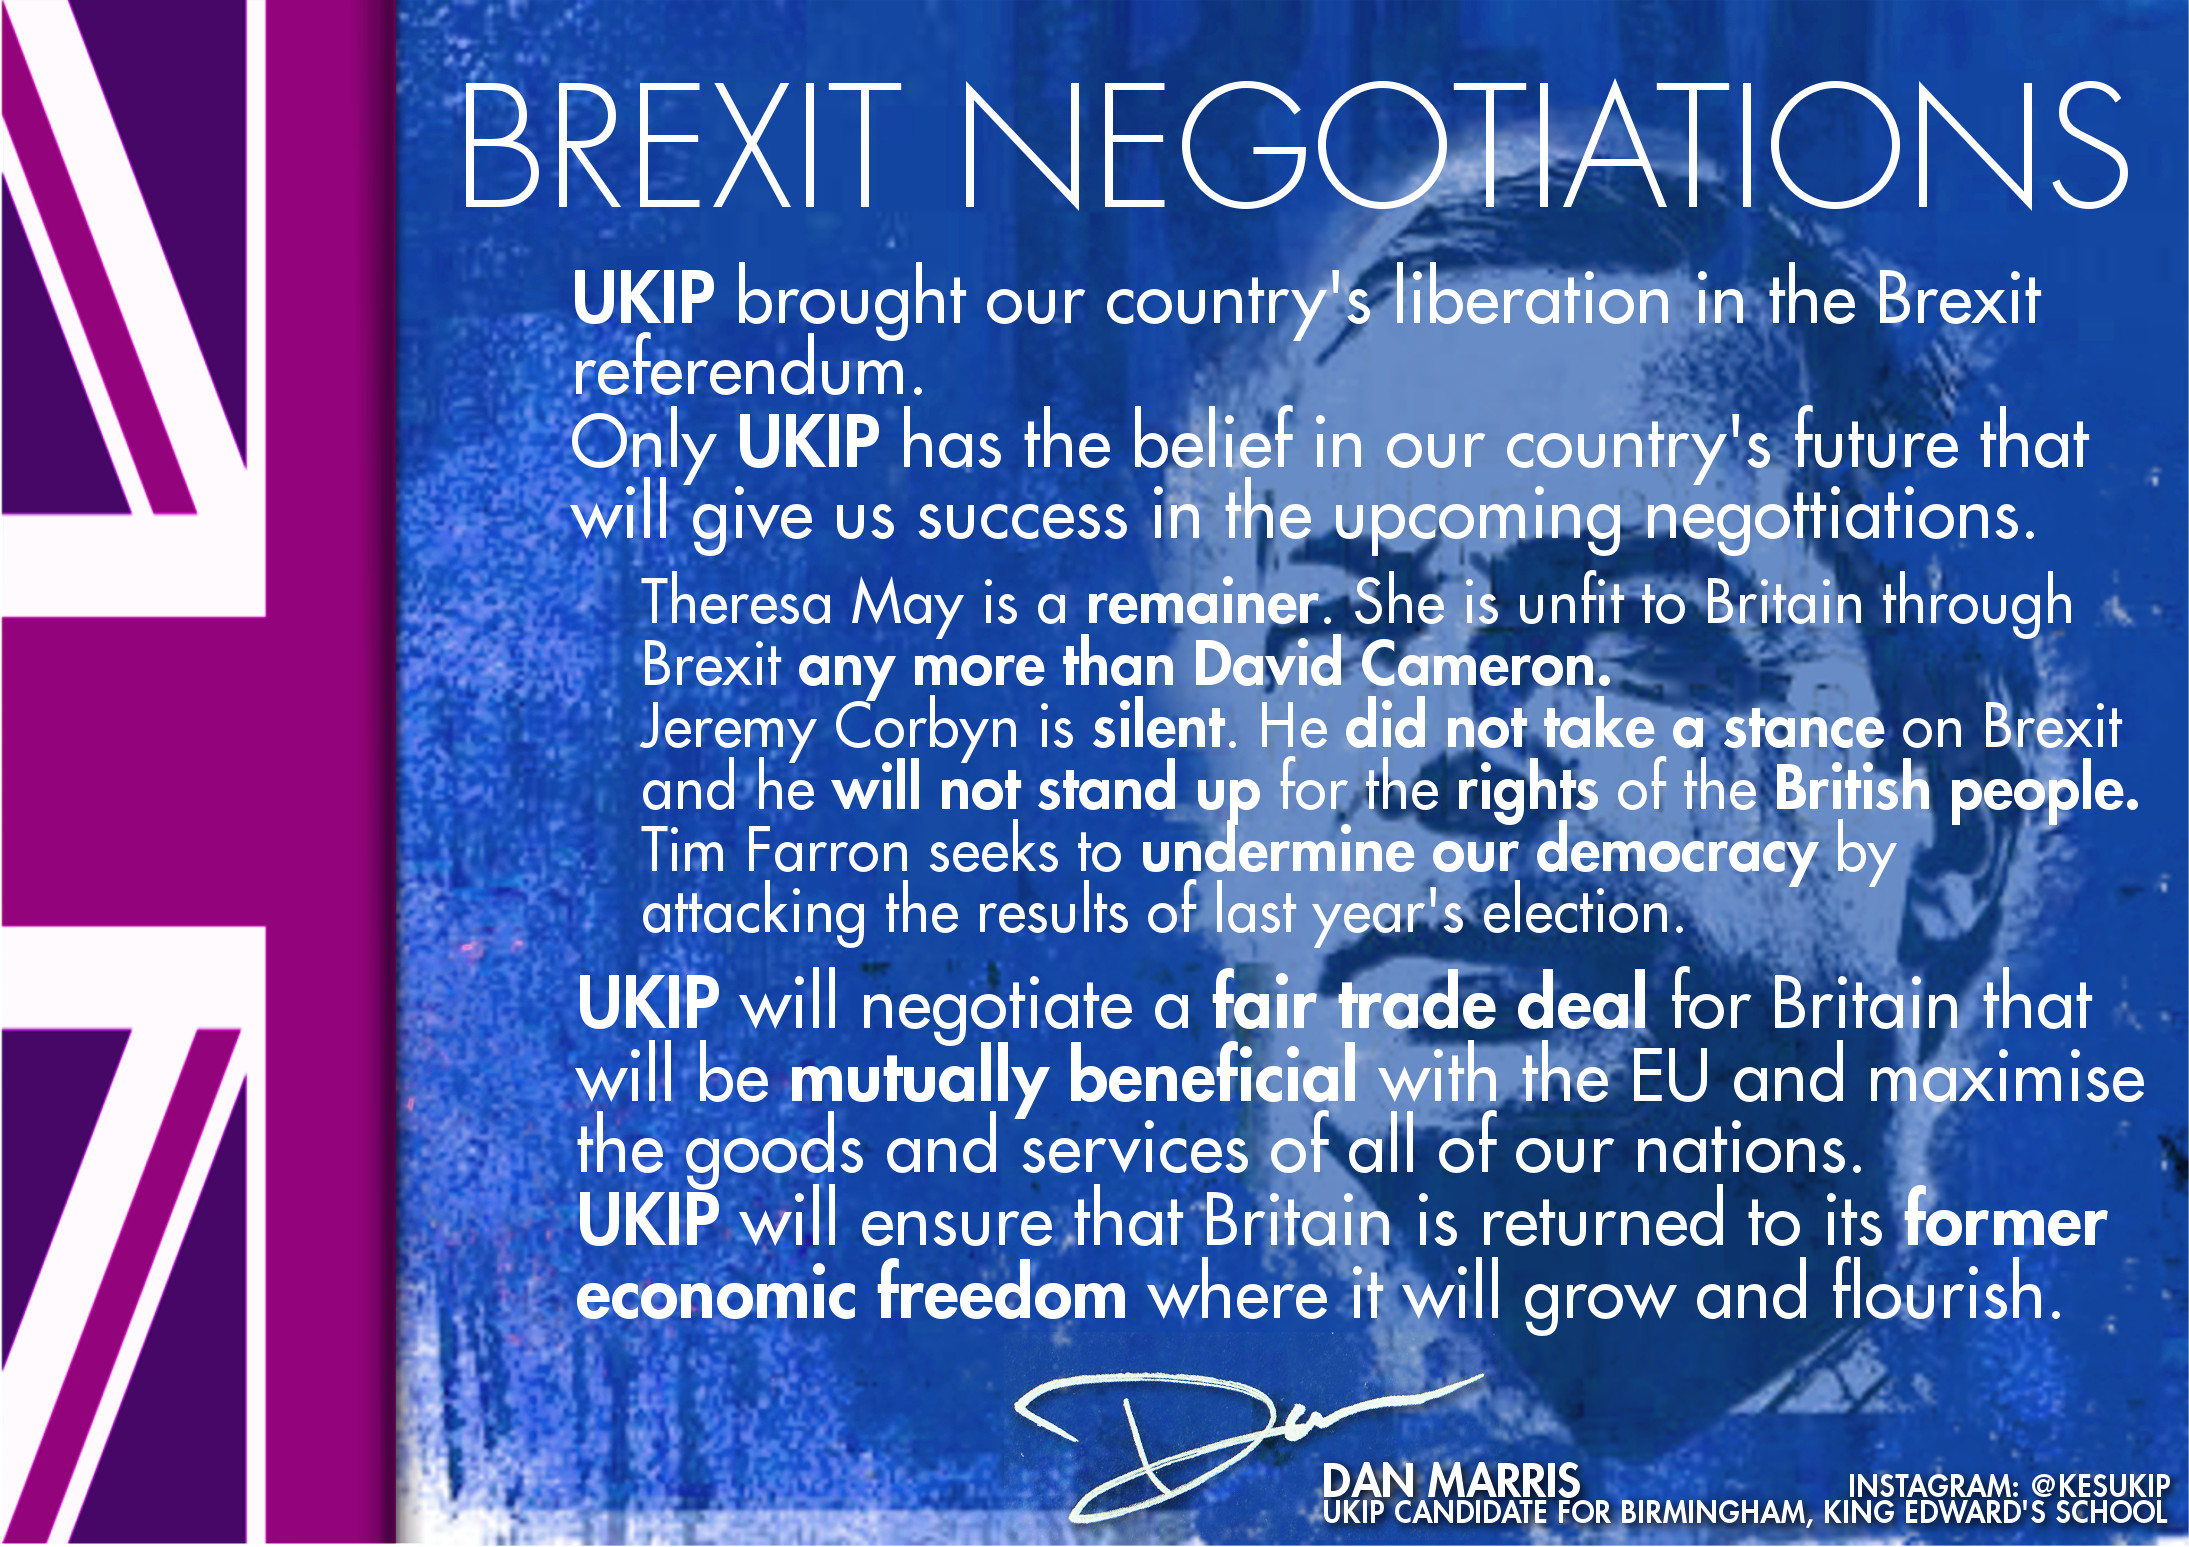 BREXIT NEGOTIATIONS
UKIP brought our country's liberation in the Brexit
referendum.
Only UKIP has the belief in our country's future that
will give us success in the upcoming negottiations.
Theresa May is a remainer. She is unfit to Britain through
Brexit any more than David Cameron.
Jeremy Corbyn is silent. He did not take a stance on Brexit
and he will not stand up for the rights of the British people.
Tim Farron seeks to undermine our democracy by
attacking the results of last year's election.
UKIP will negotiate a fair trade deal for Britain that
will be mutually beneficial with the EU and maximise
the goods and services of all of our nations.
UKIP will ensure that Britain is returned to its former
economic freedom where it will grow and flourish.
Dan
DAN MARRIS
INSTAGRAM: @KESUKIP
UKIP CANDIDATE FOR BIRMINGHAM, KING EDWARD'S SCHOOL